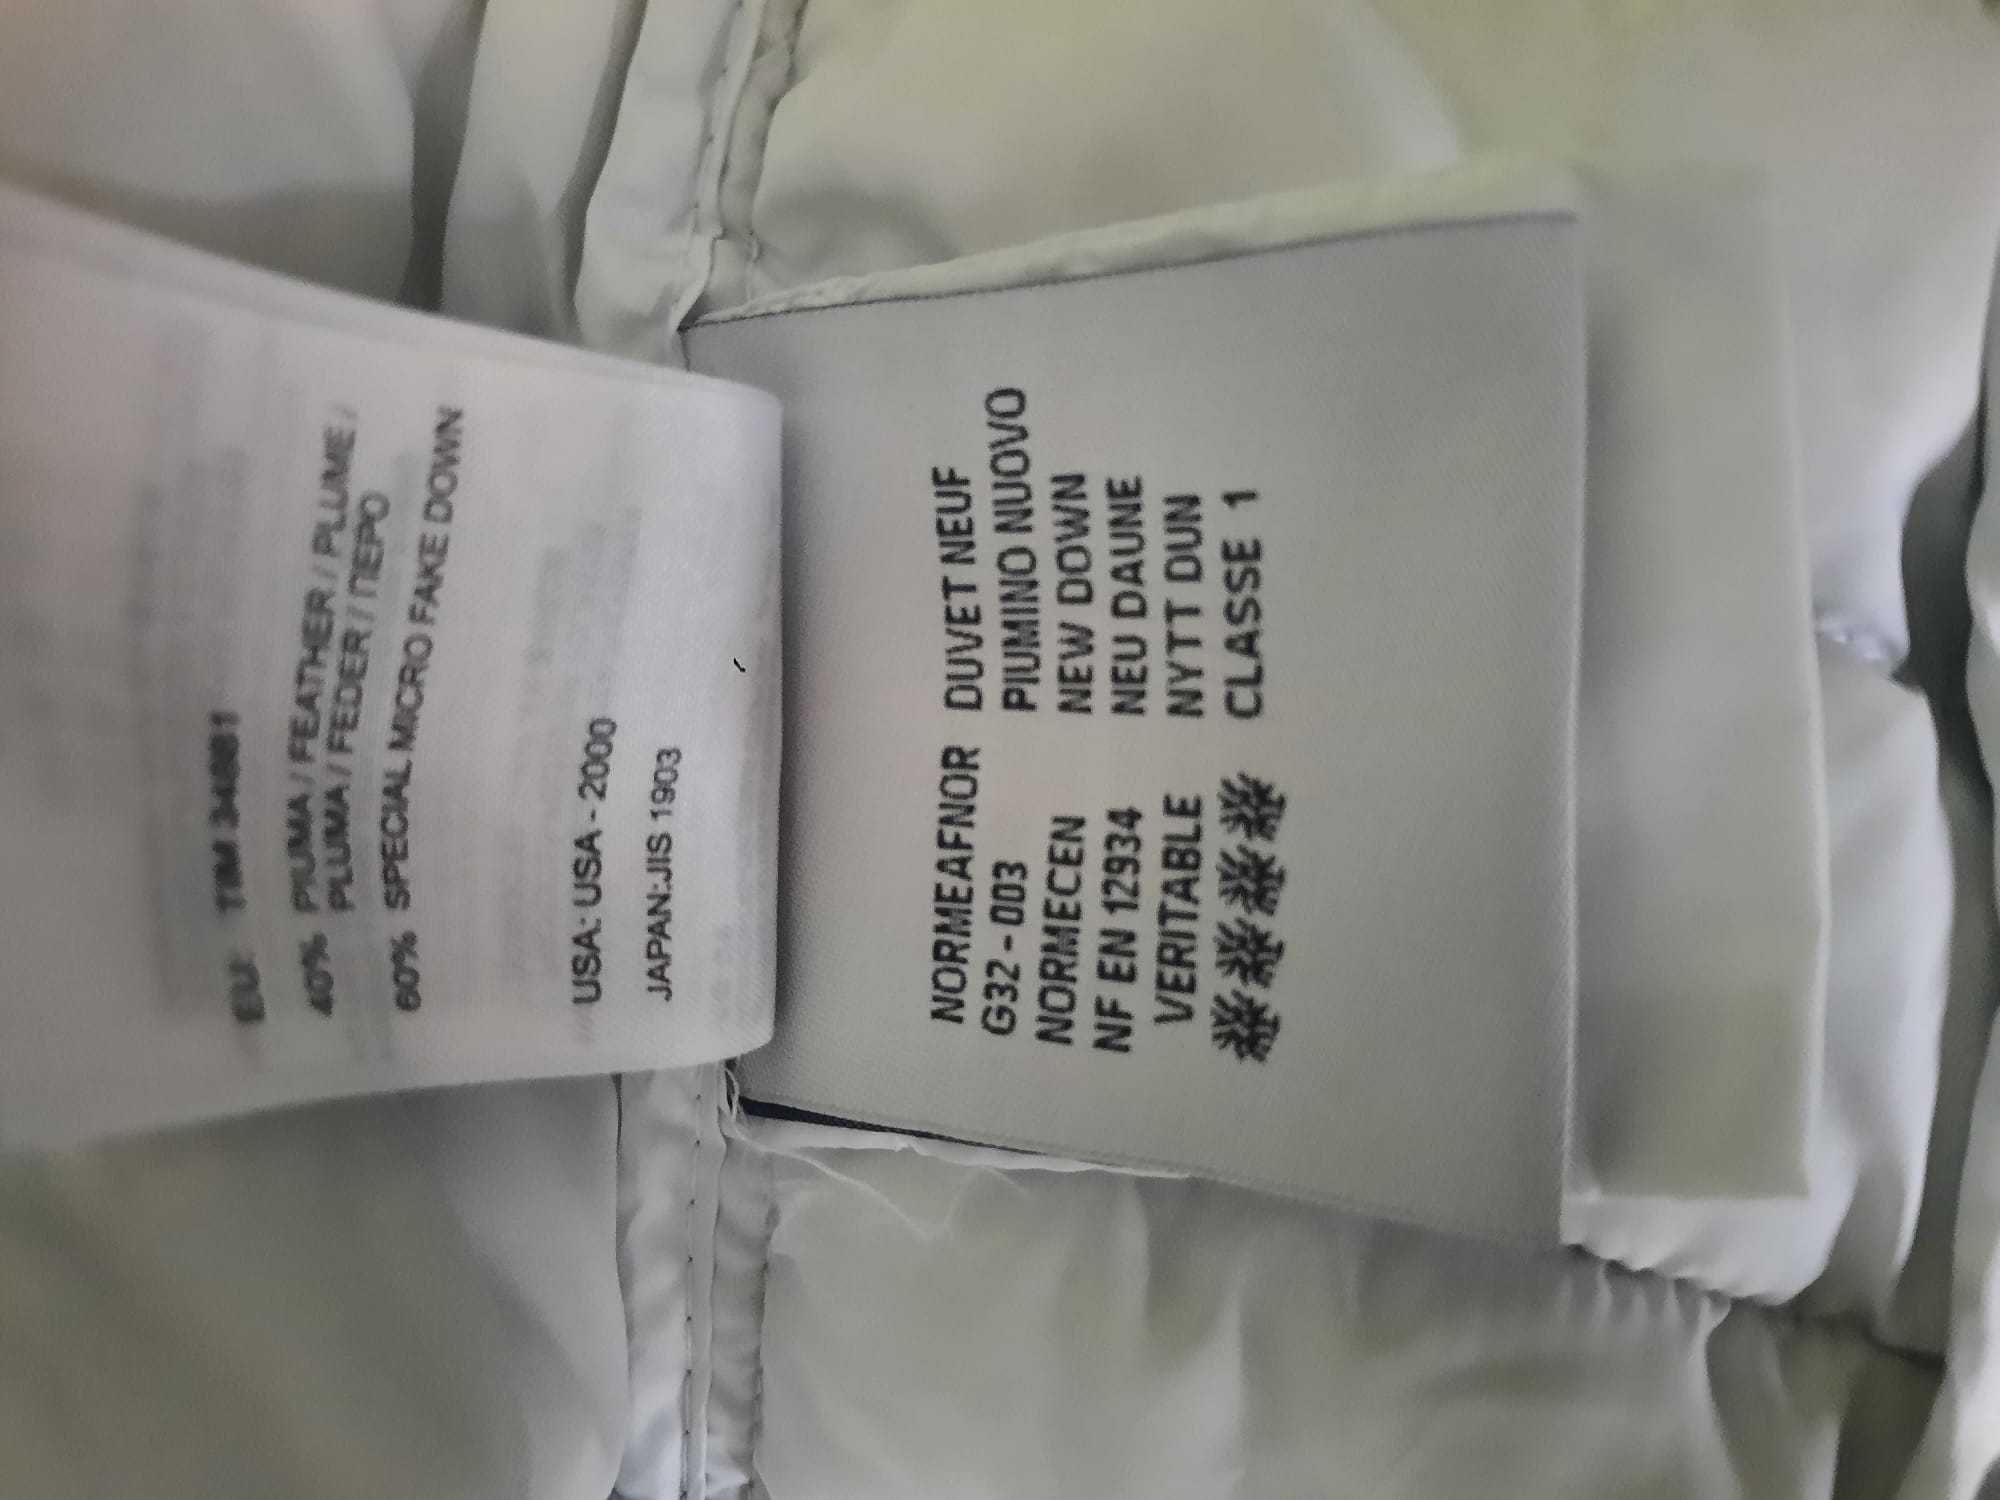 EU: TIM 34881
40% PIUMA / FEATHER / PLUME /
PLUMA / FEDER / ПЕРО
60% SPECIAL MICRO FAKE DOWN
USA: USA - 2000
JAPAN:JIS 1903
NORMEAFNOR DUVET NEUF
G32 - 003 PIUMINO NUOVO
NORMECEN NEW DOWN
NF EN 12934 NEU DAUNE
VERITABLE NYTT DUN
CLASSE 1